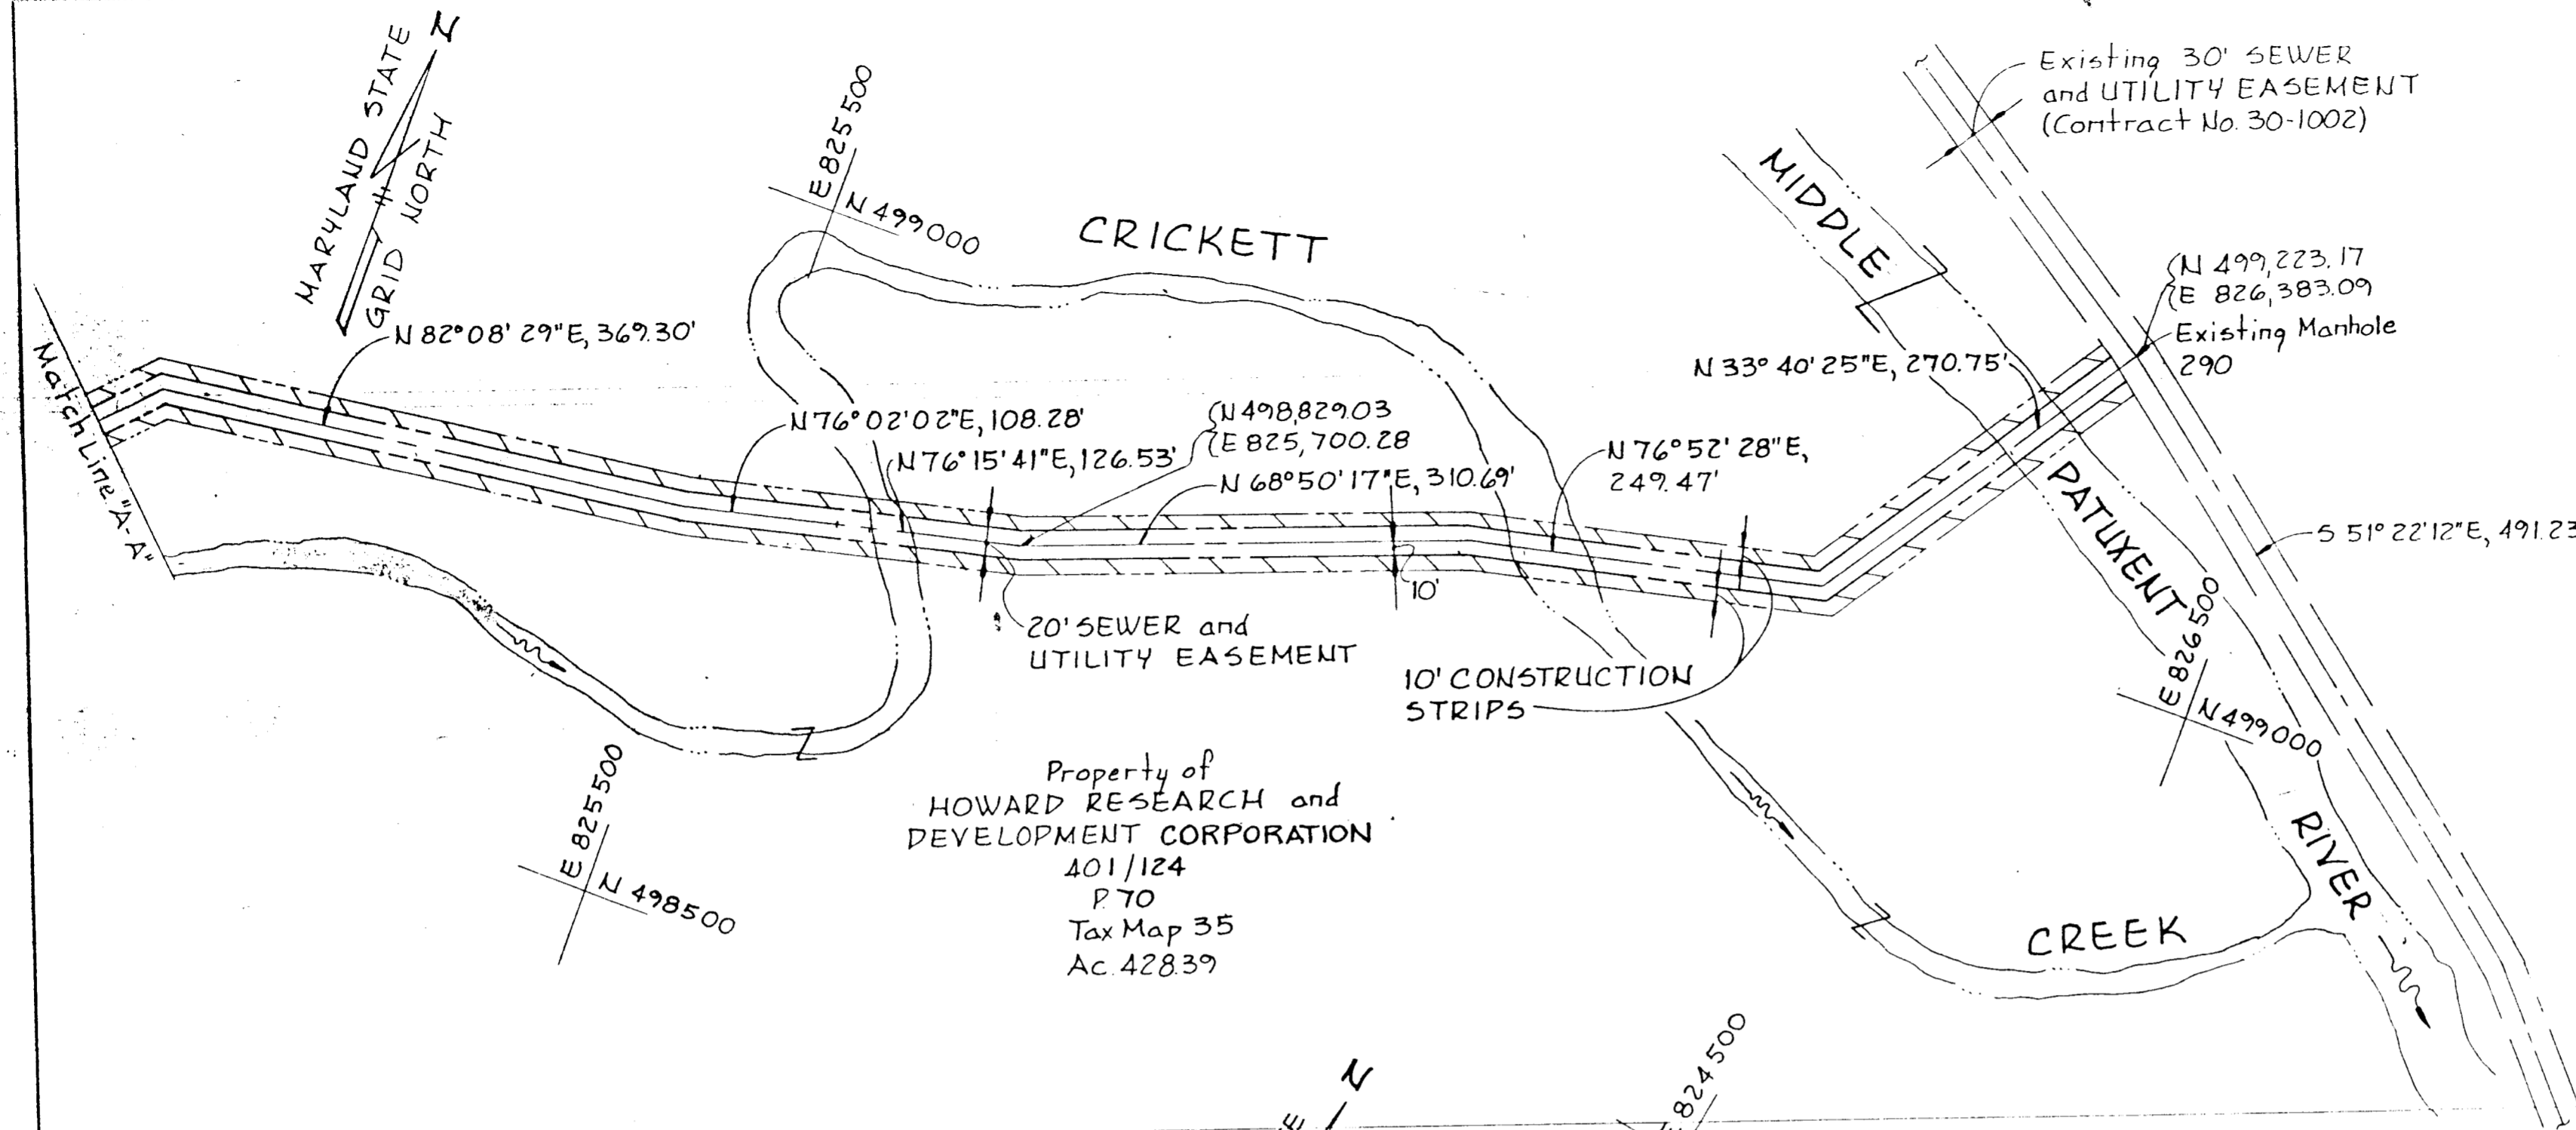 MARYLAND STATE
GRID NORTH
N
E 825500
N 499000
CRICKETT
MIDDLE
Existing 30' SEWER
and UTILITY EASEMENT
(Contract No. 30-1002)
N 499,223.17
E 826,383.09
Existing Manhole
290
N 82° 08' 29"E, 369.30'
Match Line "A-A"
N 33° 40' 25"E, 270.75'
N 76° 02' 02"E, 108.28'
N 498,829.03
E 825,700.28
N 76° 15' 41"E, 126.53'
N 68° 50' 17"E, 310.69'
N 76° 52' 28"E,
249.47'
PATUXENT
S 51° 22' 12"E, 491.23
10'
20' SEWER and
UTILITY EASEMENT
10' CONSTRUCTION
STRIPS
E 826500
N 499000
E 825500
N 498500
Property of
HOWARD RESEARCH and
DEVELOPMENT CORPORATION
401/124
P. 70
Tax Map 35
Ac. 428.39
RIVER
CREEK
N
E 824500